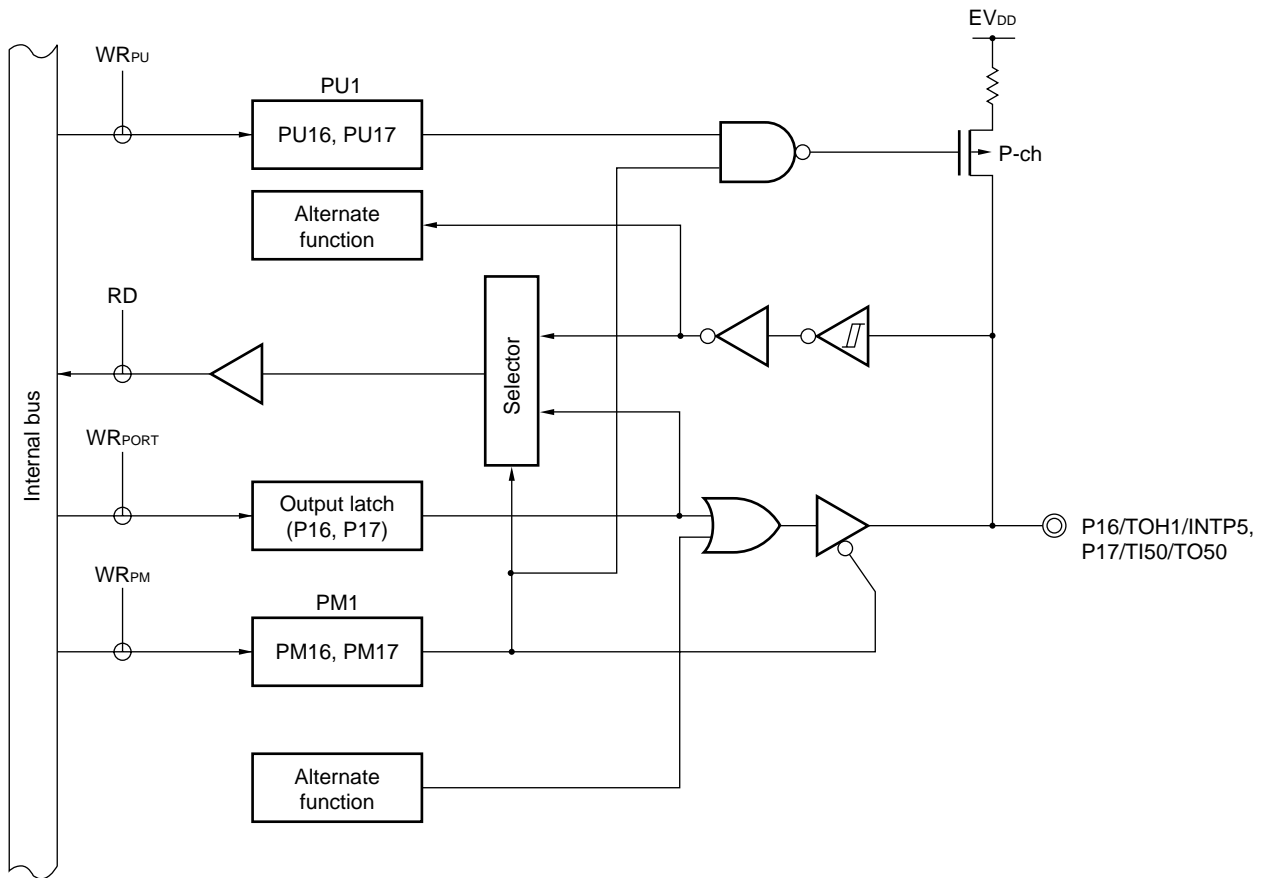 EVDD
WRPU
PU1
PU16, PU17
P-ch
Alternate
function
RD
Selector
Internal bus
WRPORT
Output latch
(P16, P17)
P16/TOH1/INTP5,
P17/TI50/TO50
WRPM
PM1
PM16, PM17
Alternate
function